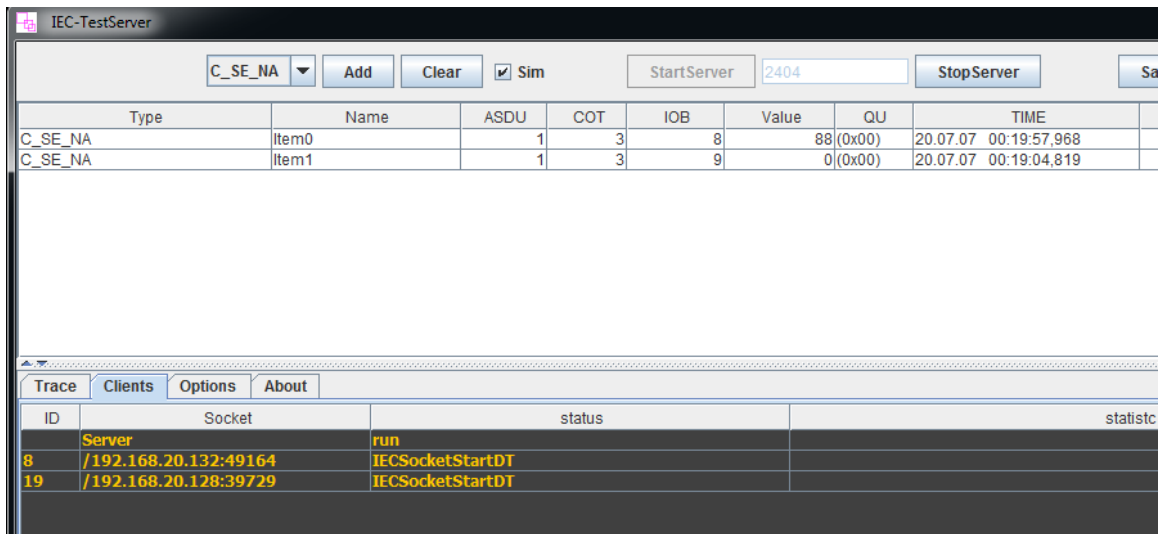 IEC-TestServer
C_SE_NA Add Clear Sim StartServer 2404 StopServer Sa
Type Name ASDU COT IOB Value QU TIME
C_SE_NA Item0 1 3 8 88 (0x00) 20.07.07 00:19:57,968
C_SE_NA Item1 1 3 9 0 (0x00) 20.07.07 00:19:04,819
Trace Clients Options About
ID Socket status statistc
Server run
8 /192.168.20.132:49164 IECSocketStartDT
19 /192.168.20.128:39729 IECSocketStartDT